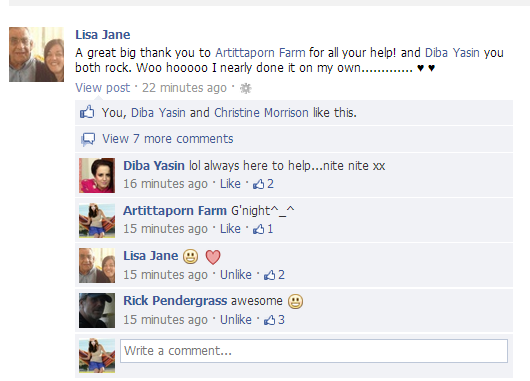 Lisa Jane
A great big thank you to Artittaporn Farm for all your help! and Diba Yasin you
both rock. Woo hooooo I nearly done it on my own............. ♥ ♥
View post · 22 minutes ago ·
You, Diba Yasin and Christine Morrison like this.
View 7 more comments
Diba Yasin lol always here to help...nite nite xx
16 minutes ago · Like · 2
Artittaporn Farm G'night^_^
15 minutes ago · Like · 1
Lisa Jane
15 minutes ago · Unlike · 2
Rick Pendergrass awesome
15 minutes ago · Unlike · 3
Write a comment...